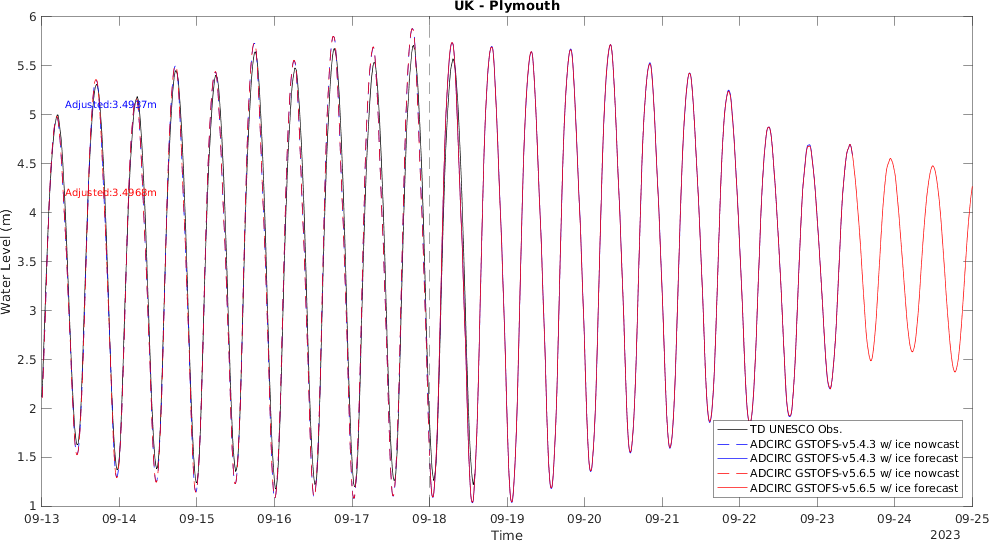 UK - Plymouth
6
5.5
5
4.5
4
3.5
3
2.5
2
1.5
1
Water Level (m)
Adjusted:3.4937m
Adjusted:3.4968m
TD UNESCO Obs.
ADCIRC GSTOFS-v5.4.3 w/ ice nowcast
ADCIRC GSTOFS-v5.4.3 w/ ice forecast
ADCIRC GSTOFS-v5.6.5 w/ ice nowcast
ADCIRC GSTOFS-v5.6.5 w/ ice forecast
09-13 09-14 09-15 09-16 09-17 09-18 09-19 09-20 09-21 09-22 09-23 09-24 09-25
Time
2023